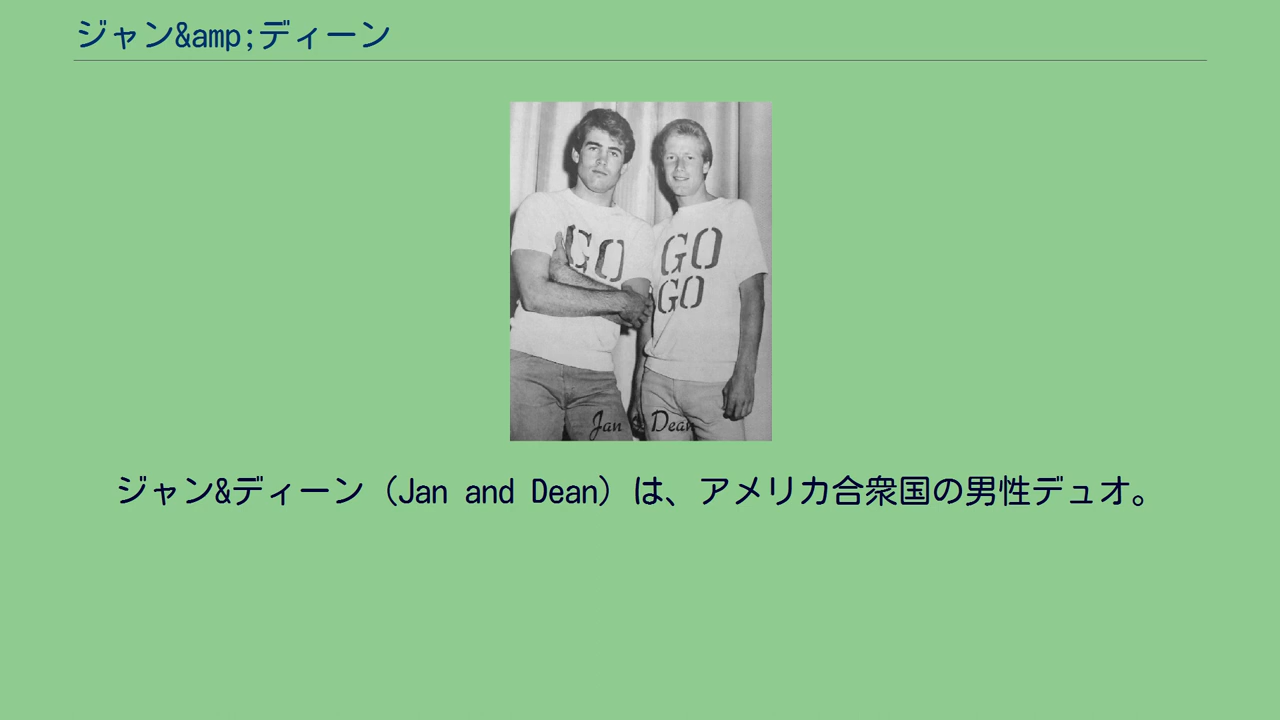 ジャン&amp;ディーン
GO
GO
GO
Jan & Dean
ジャン&ディーン（Jan and Dean）は、アメリカ合衆国の男性デュオ。